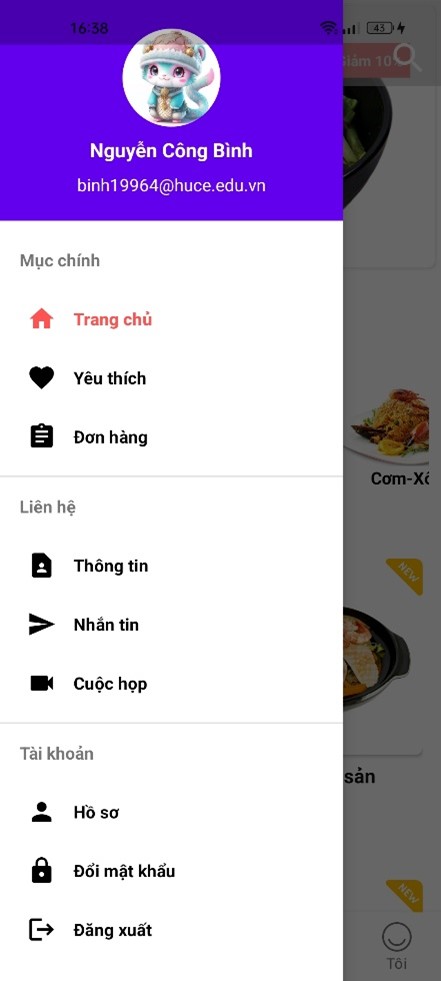 16:38
43
Giảm 10
Nguyễn Công Bình
binh19964@huce.edu.vn
Mục chính
Trang chủ
Yêu thích
Đơn hàng
Cơm-Xô
Liên hệ
Thông tin
NEW
Nhắn tin
Cuộc họp
Tài khoản
sản
Hồ sơ
Đổi mật khẩu
NEW
Đăng xuất
Tôi